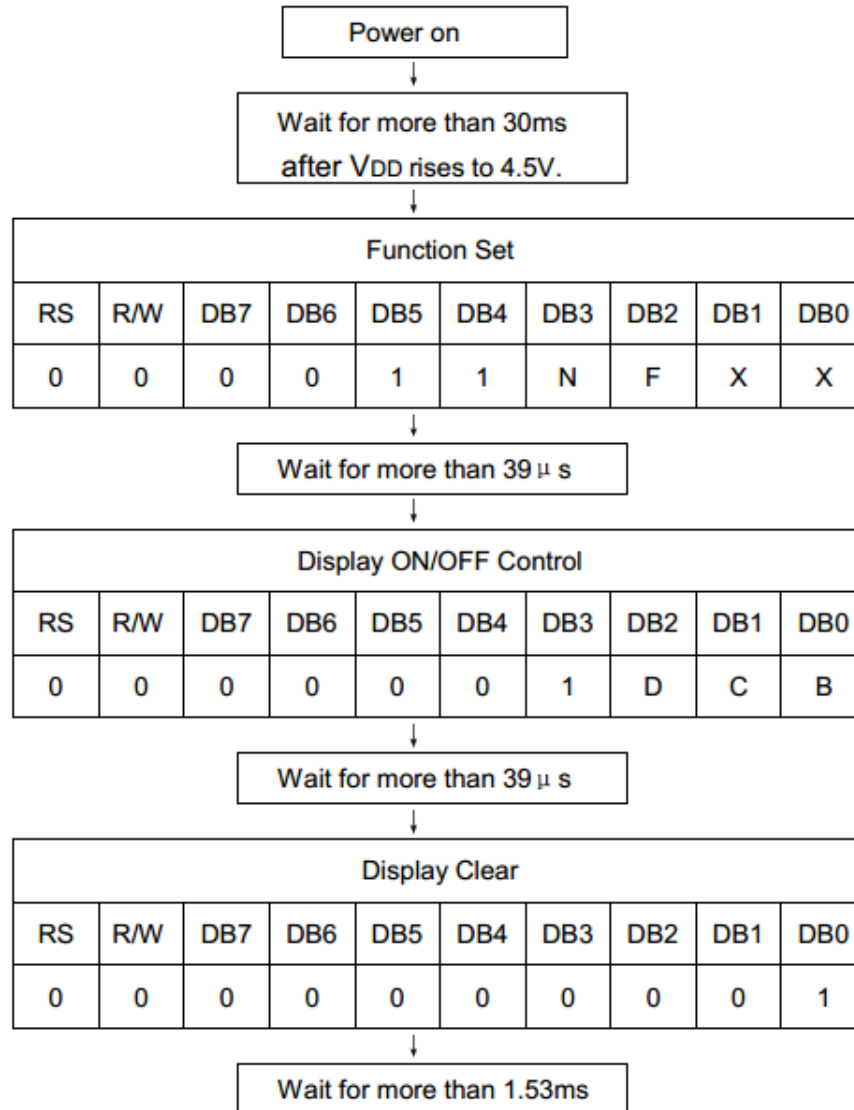 Power on
Wait for more than 30ms
after VDD rises to 4.5V.
Function Set
RS R/W DB7 DB6 DB5 DB4 DB3 DB2 DB1 DB0
0 0 0 0 1 1 N F X X
Wait for more than 39μs
Display ON/OFF Control
RS R/W DB7 DB6 DB5 DB4 DB3 DB2 DB1 DB0
0 0 0 0 0 0 1 D C B
Wait for more than 39μs
Display Clear
RS R/W DB7 DB6 DB5 DB4 DB3 DB2 DB1 DB0
0 0 0 0 0 0 0 0 0 1
Wait for more than 1.53ms